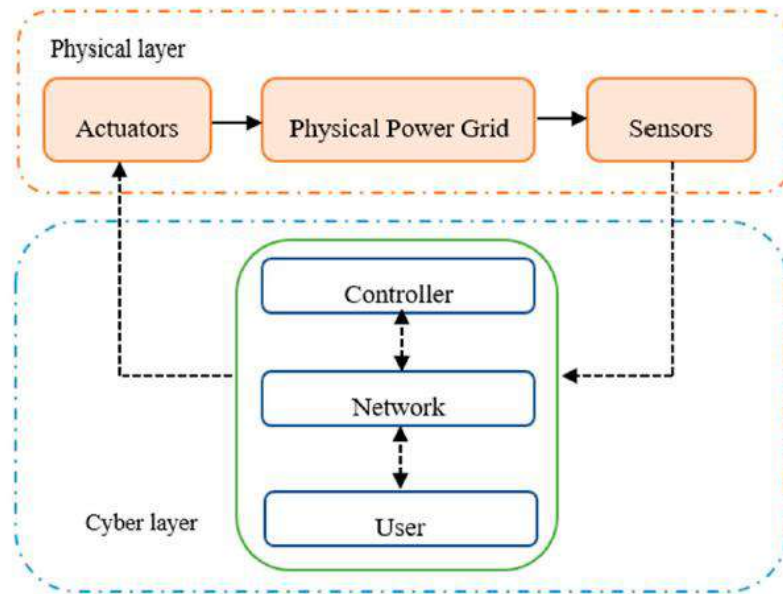 Physical layer
Actuators
Physical Power Grid
Sensors
Controller
Network
User
Cyber layer